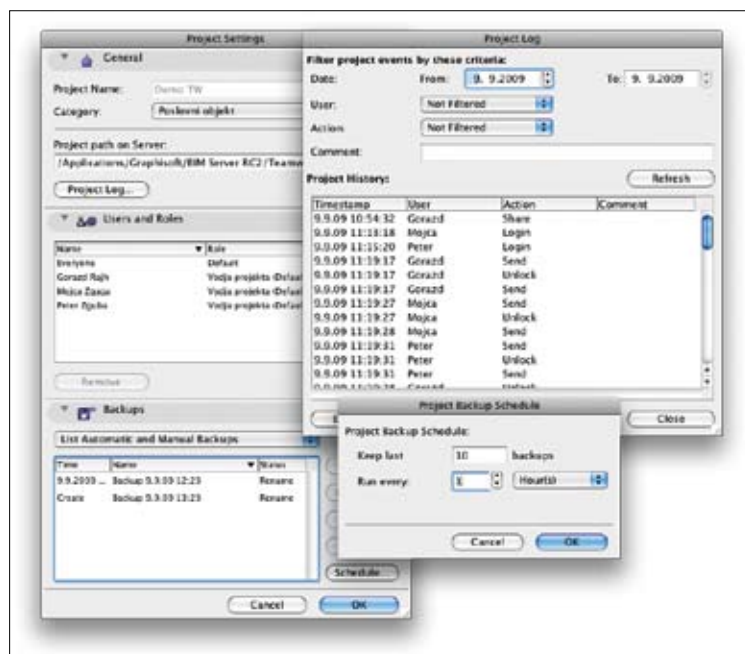 Project Settings
General
Project Name: Demo TW
Category: Poslovni objekt
Project path on Server:
/Applications/Graphisoft/BIM Server RC2/Teamw
Project Log...
Users and Roles
Name Role
Everyone Default
Gorazd Rajh Vodja projekta (Default
Mojca Vodja projekta (Default
Peter Vodja projekta (Default
Remove
Backups
List Automatic and Manual Backups
Time Name Status
9.9.2009 ... Backup 9.9.09 12:23 Rename
Create Backup 9.9.09 13:23 Rename
Schedule...
Cancel OK
Project Log
Filter project events by these criteria:
Date: From: 9. 9.2009 To: 9. 9.2009
User: Not Filtered
Action: Not Filtered
Comment:
Project History: Refresh
Timestamp User Action Comment
9.9.09 10:54:32 Gorazd Share
9.9.09 11:13:18 Mojca Login
9.9.09 11:15:20 Peter Login
9.9.09 11:19:17 Gorazd Send
9.9.09 11:19:17 Gorazd Unlock
9.9.09 11:19:17 Gorazd Send
9.9.09 11:19:27 Mojca Send
9.9.09 11:19:27 Mojca Unlock
9.9.09 11:19:28 Mojca Send
9.9.09 11:19:31 Peter Send
9.9.09 11:19:31 Peter Unlock
9.9.09 11:19:31 Peter Send
Close
Project Backup Schedule
Project Backup Schedule:
Keep last 10 backups
Run every: Hour(s)
Cancel OK